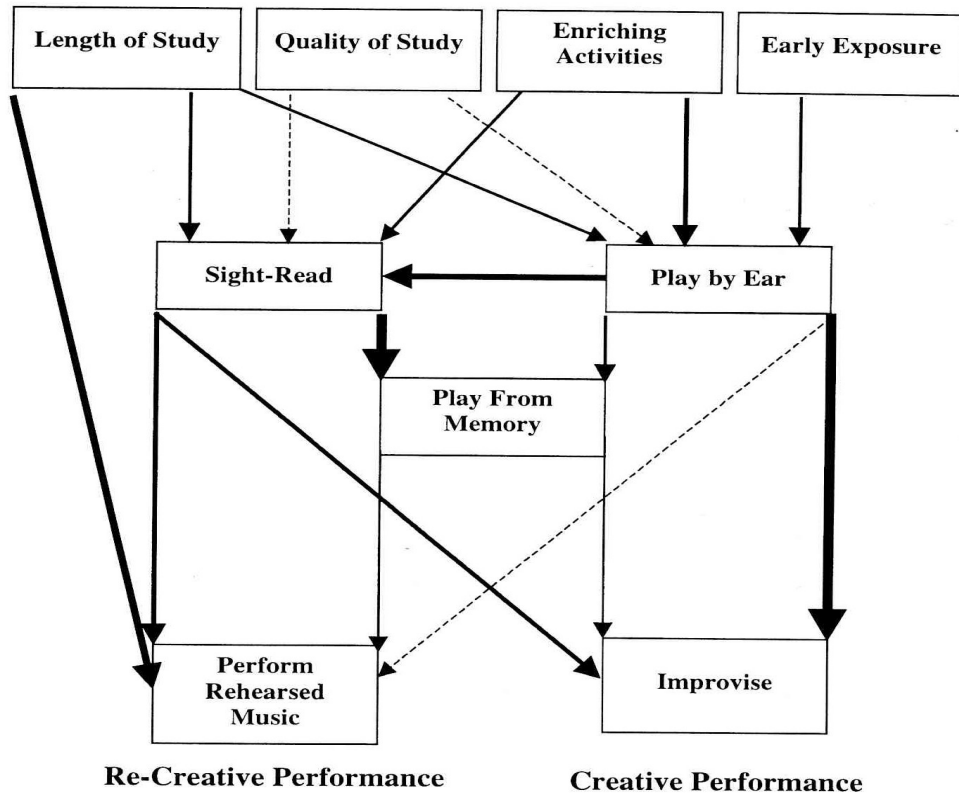 Length of Study
Quality of Study
Enriching
Activities
Early Exposure
Sight-Read
Play by Ear
Play From
Memory
Perform
Rehearsed
Music
Improvise
Re-Creative Performance
Creative Performance